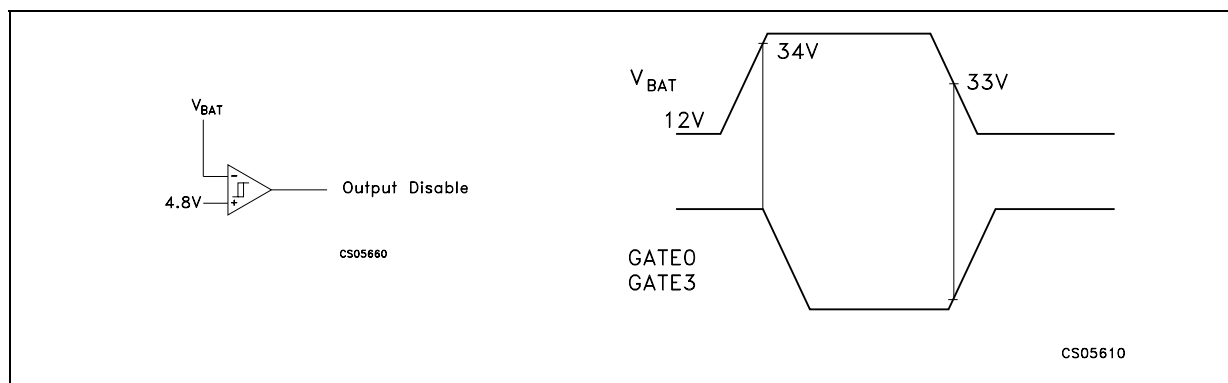 V_BAT
4.8V
-
+
Output Disable
CS05660
V_BAT
34V
33V
12V
GATE0
GATE3
CS05610